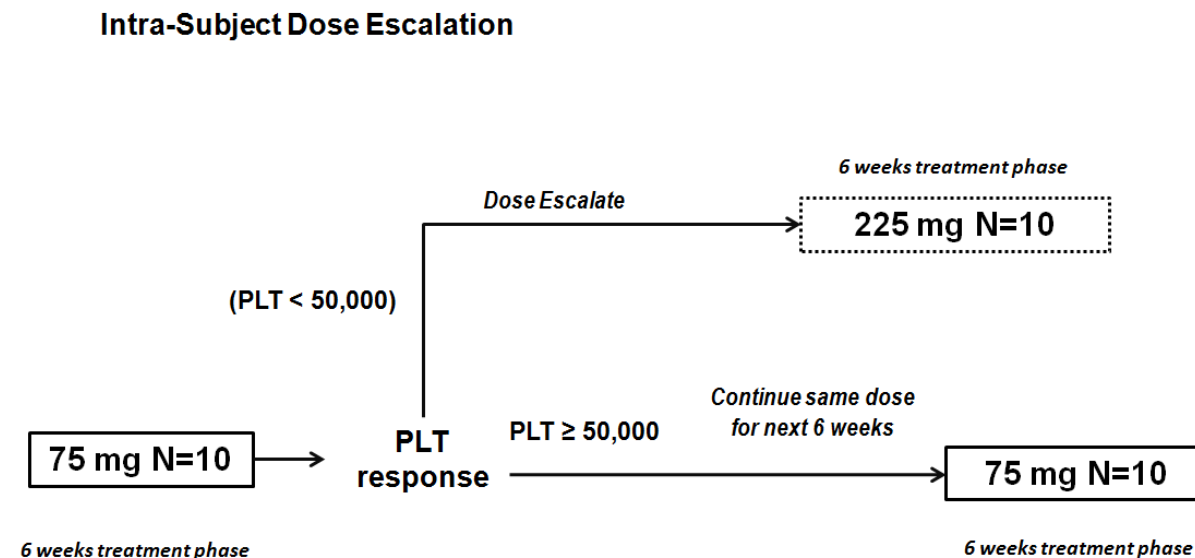 Intra-Subject Dose Escalation
6 weeks treatment phase
Dose Escalate
225 mg N=10
(PLT < 50,000)
Continue same dose
for next 6 weeks
PLT ≥ 50,000
75 mg N=10
PLT
response
75 mg N=10
6 weeks treatment phase
6 weeks treatment phase